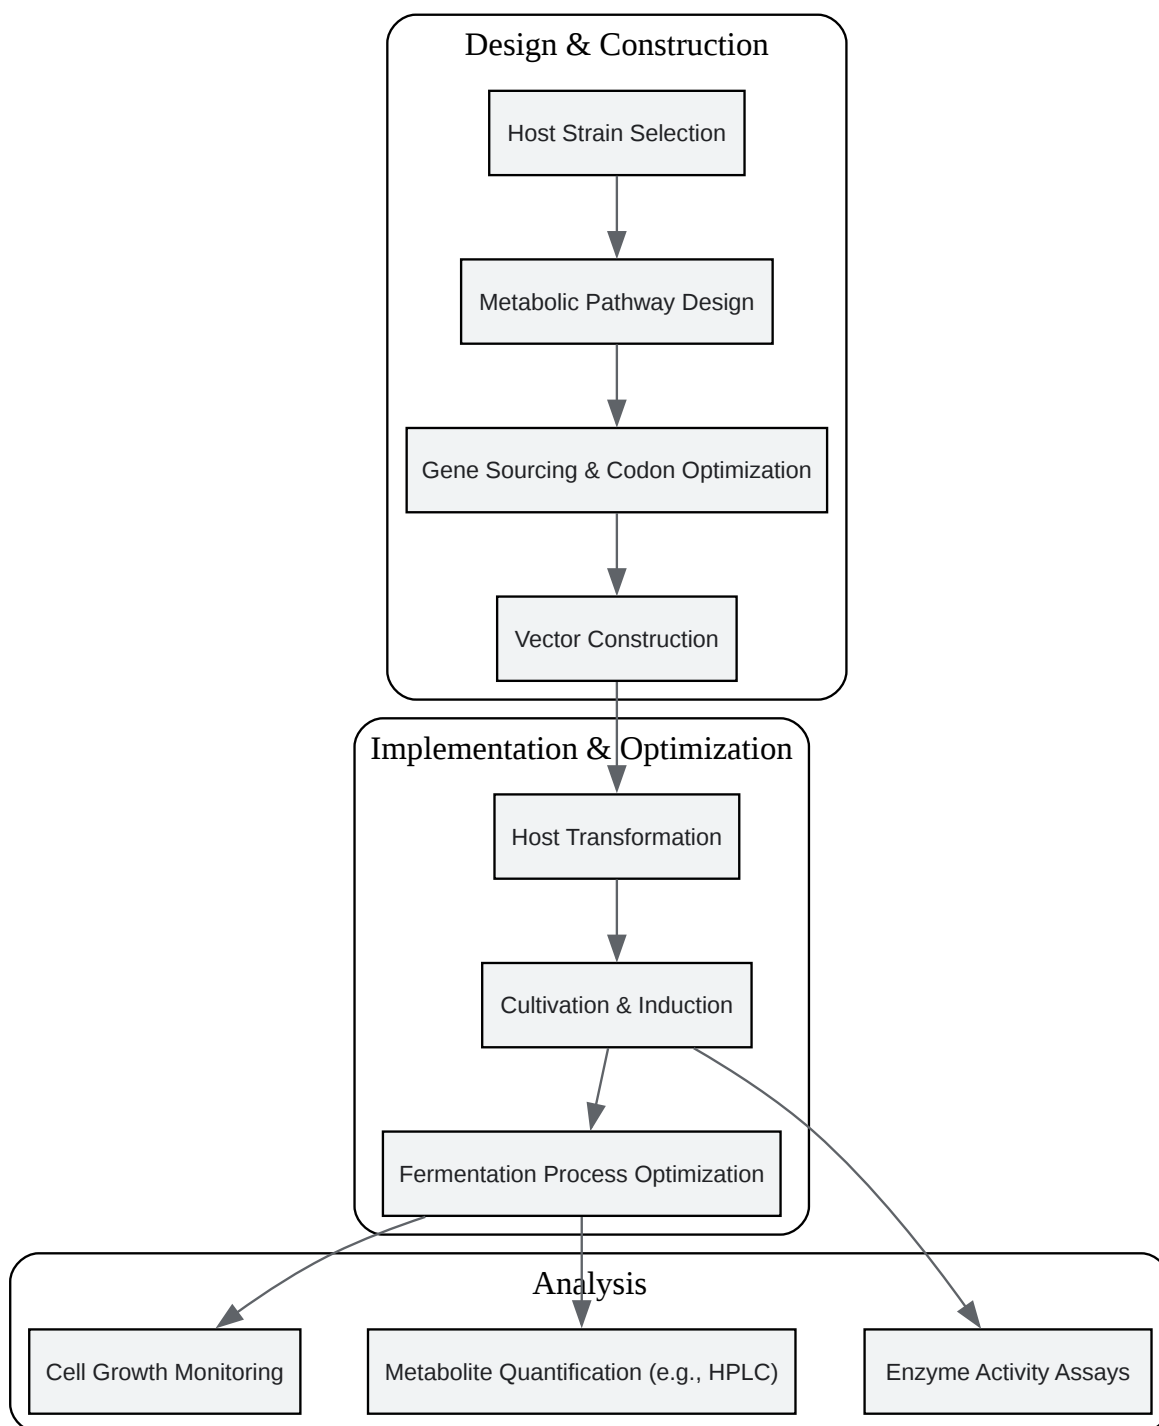 Design & Construction
Host Strain Selection
Metabolic Pathway Design
Gene Sourcing & Codon Optimization
Vector Construction
Implementation & Optimization
Host Transformation
Cultivation & Induction
Fermentation Process Optimization
Analysis
Cell Growth Monitoring
Metabolite Quantification (e.g., HPLC)
Enzyme Activity Assays